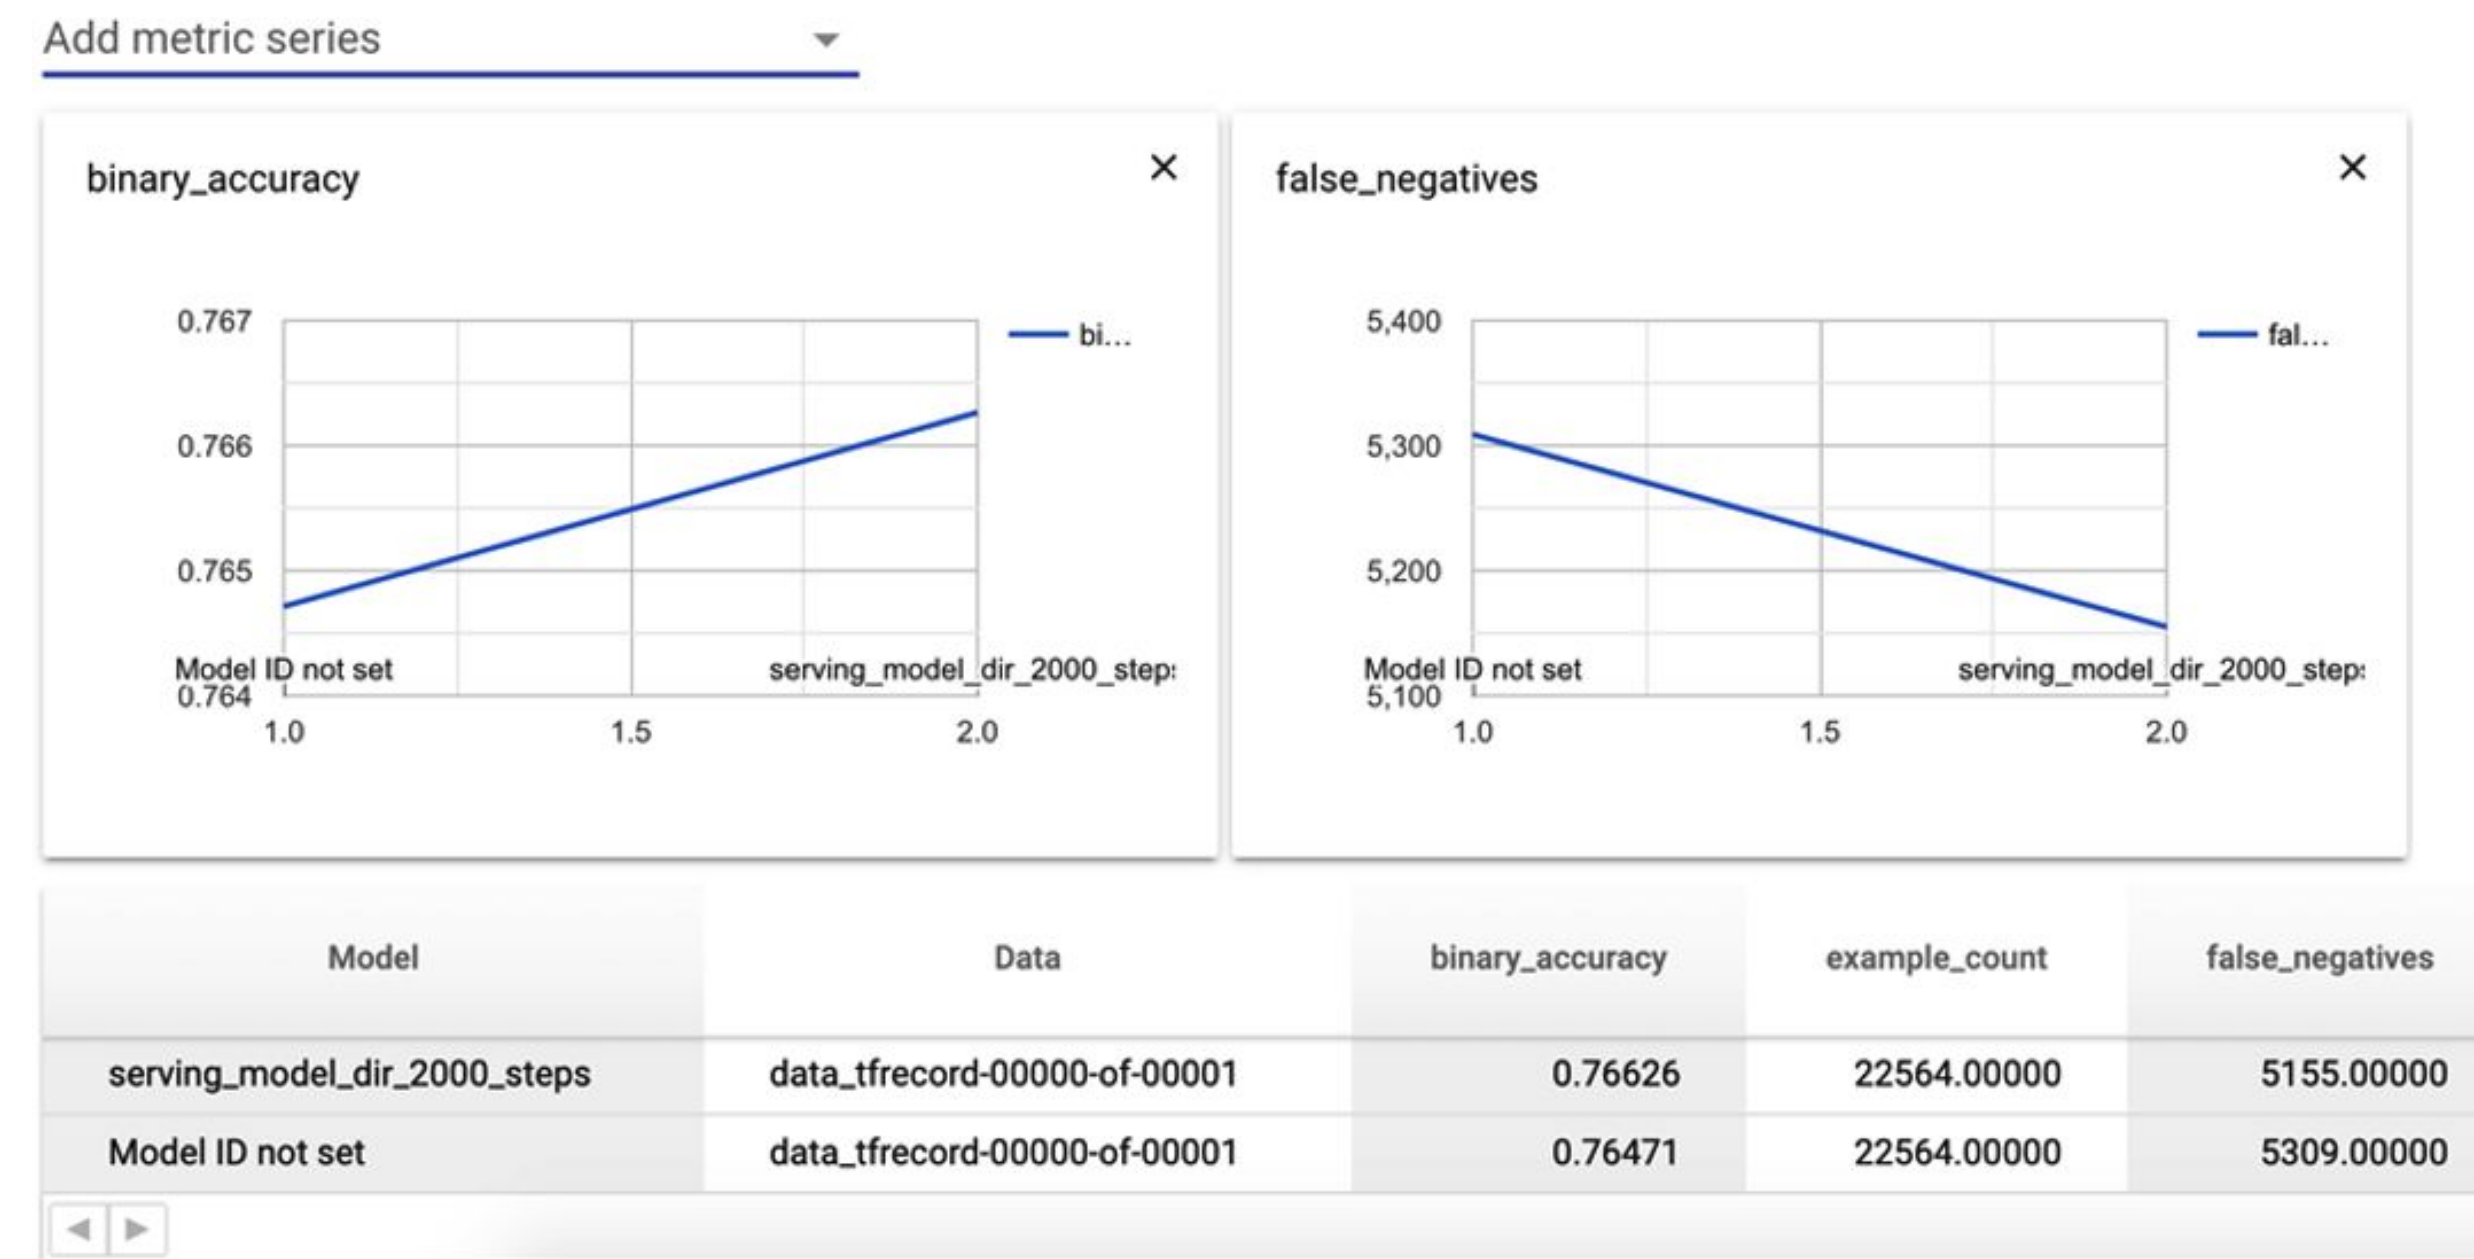 Add metric series
binary_accuracy
0.767
0.766
0.765
0.764
bi...
Model ID not set
serving_model_dir_2000_steps
1.0
1.5
2.0
false_negatives
5,400
5,300
5,200
5,100
fal...
Model ID not set
serving_model_dir_2000_steps
1.0
1.5
2.0
Model Data binary_accuracy example_count false_negatives
serving_model_dir_2000_steps data_tfrecord-00000-of-00001 0.76626 22564.00000 5155.00000
Model ID not set data_tfrecord-00000-of-00001 0.76471 22564.00000 5309.00000